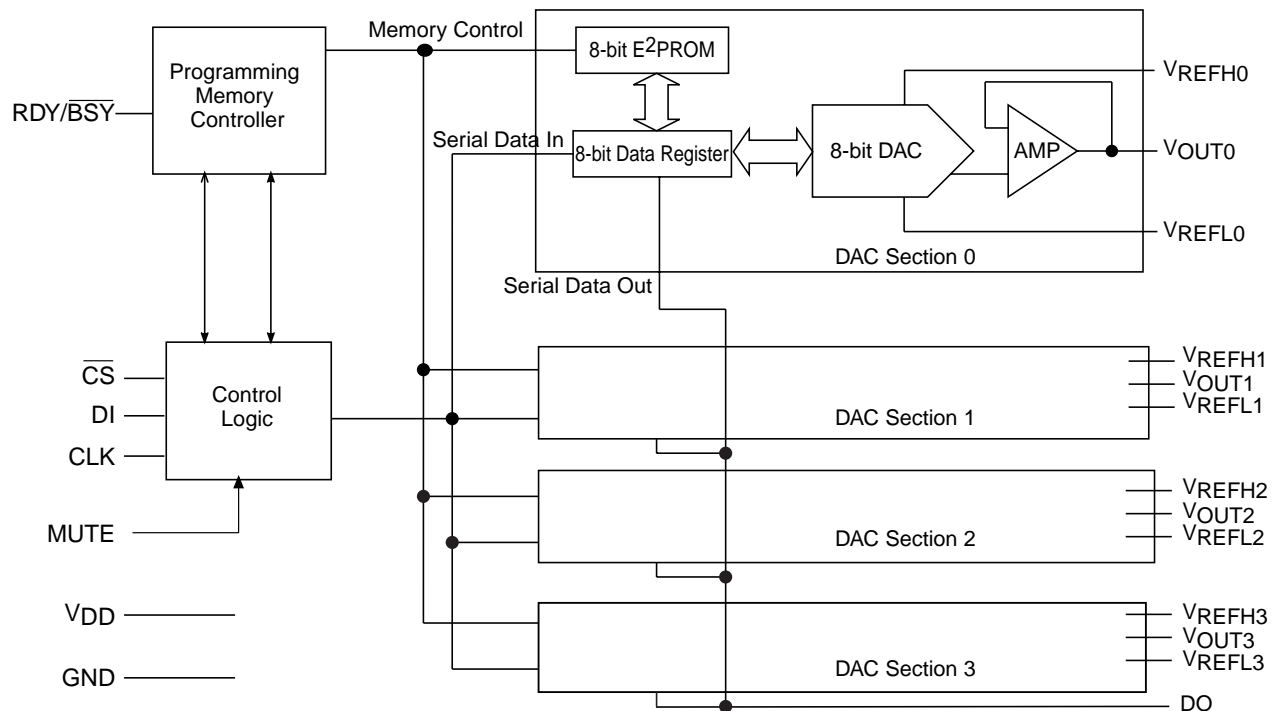 Memory Control
8-bit E²PROM
Programming
Memory
Controller
RDY/B̅S̅Y̅
VREFH0
Serial Data In
8-bit Data Register
8-bit DAC
AMP
VOUT0
VREFL0
DAC Section 0
Serial Data Out
C̅S̅
DI
CLK
MUTE
Control
Logic
VREFH1
VOUT1
VREFL1
DAC Section 1
VREFH2
VOUT2
VREFL2
DAC Section 2
VDD
GND
VREFH3
VOUT3
VREFL3
DAC Section 3
DO